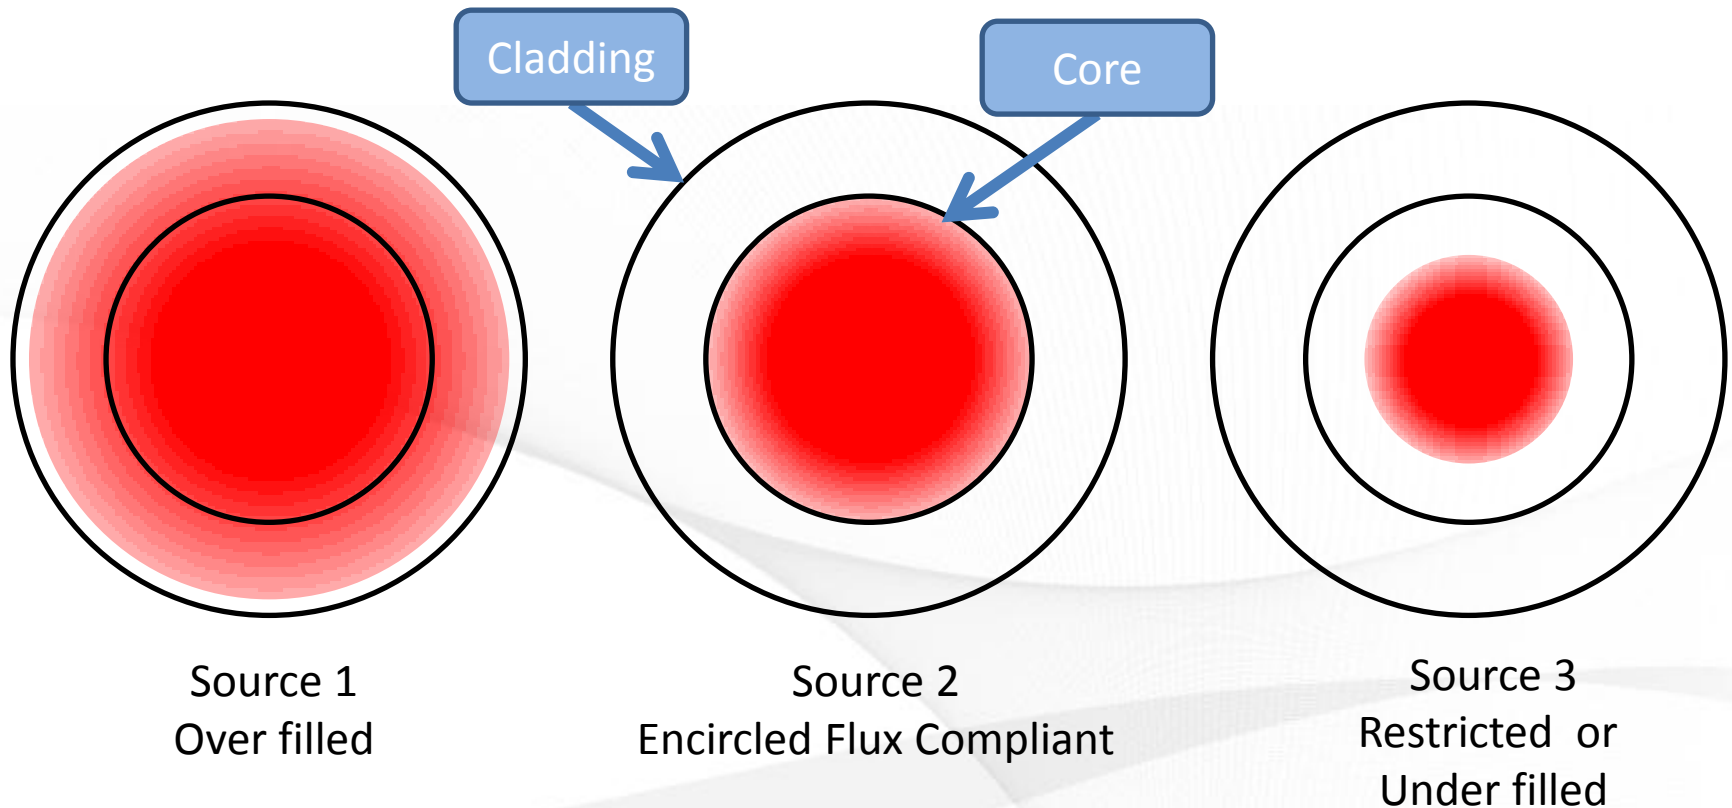 Cladding
Core
Source 1
Over filled
Source 2
Encircled Flux Compliant
Source 3
Restricted or
Under filled